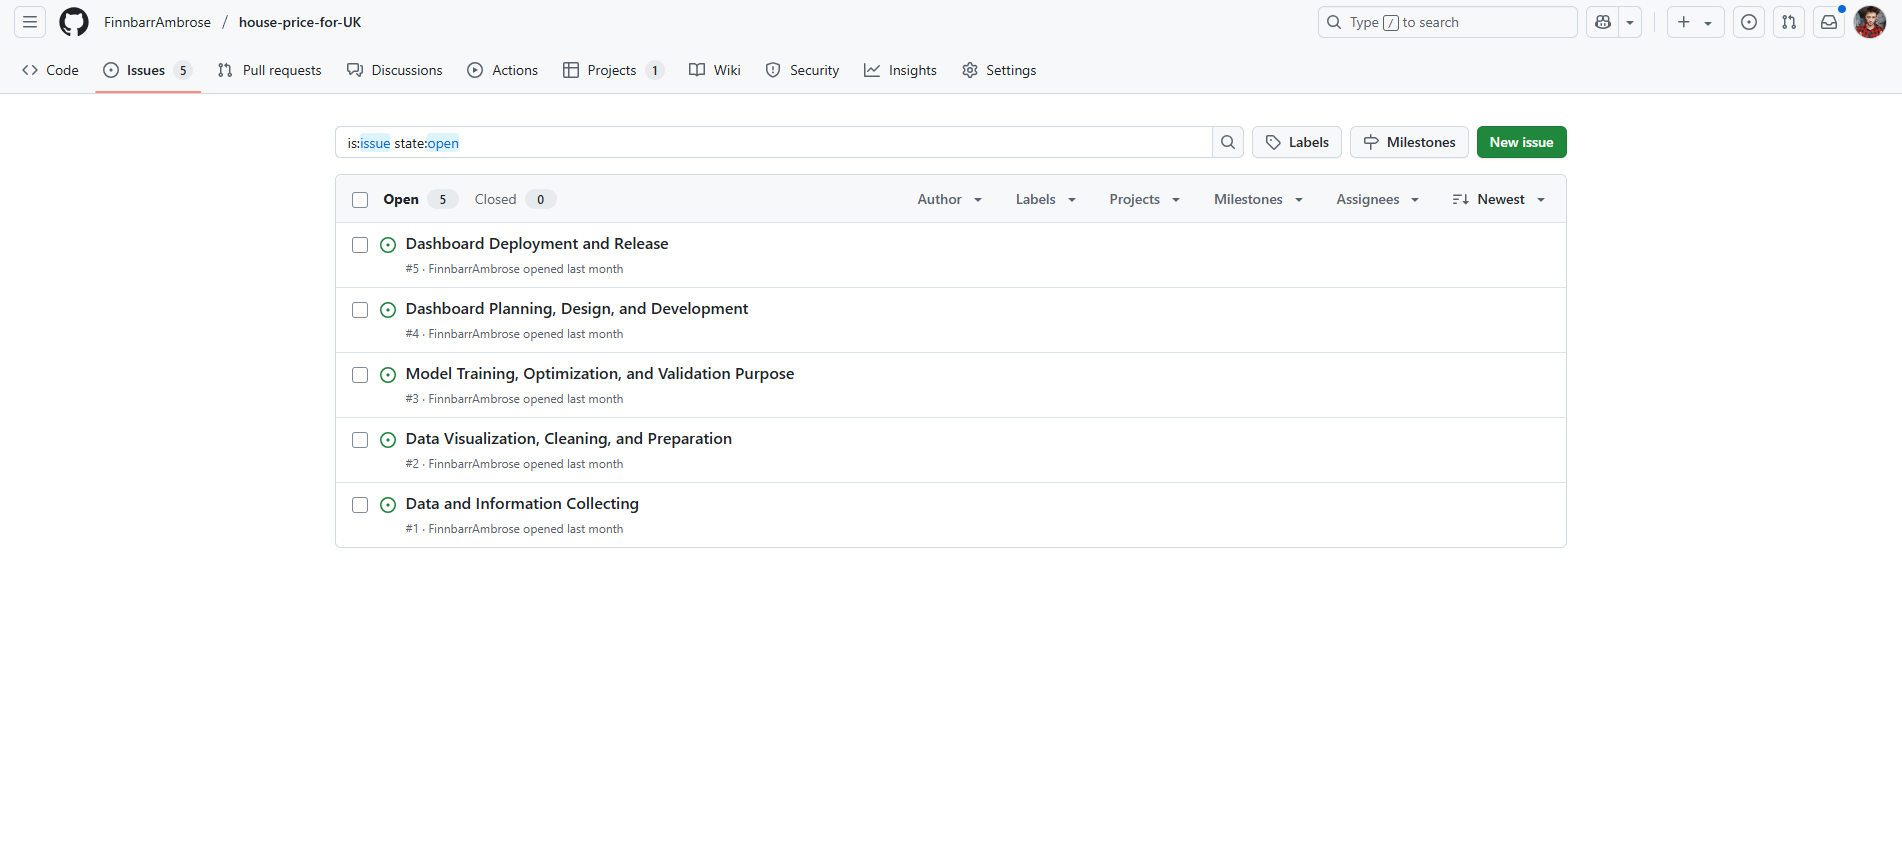 FinnbarrAmbrose / house-price-for-UK
Type / to search
Code
Issues 5
Pull requests
Discussions
Actions
Projects 1
Wiki
Security
Insights
Settings
is:issue state:open
Labels
Milestones
New issue
Open 5
Closed 0
Author
Labels
Projects
Milestones
Assignees
Newest
Dashboard Deployment and Release
#5 · FinnbarrAmbrose opened last month
Dashboard Planning, Design, and Development
#4 · FinnbarrAmbrose opened last month
Model Training, Optimization, and Validation Purpose
#3 · FinnbarrAmbrose opened last month
Data Visualization, Cleaning, and Preparation
#2 · FinnbarrAmbrose opened last month
Data and Information Collecting
#1 · FinnbarrAmbrose opened last month